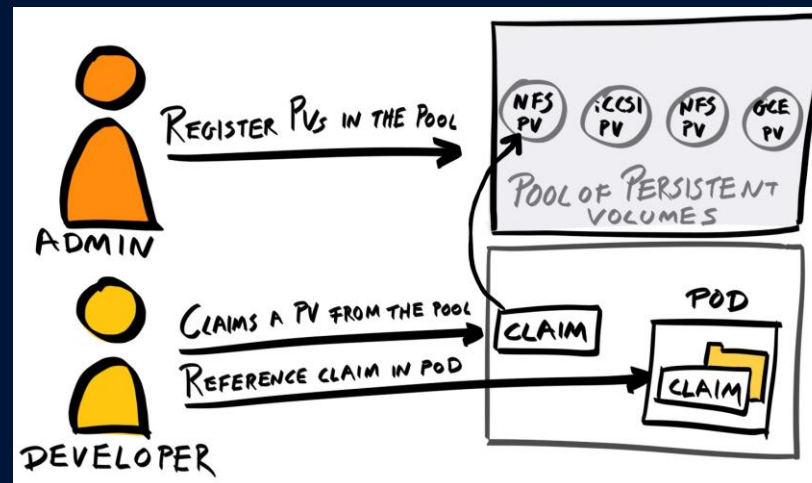 REGISTER PVS IN THE POOL
ADMIN
NFS
PV
iCCSI
PV
NFS
PV
GCE
PV
POOL OF PERSISTENT
VOLUMES
CLAIMS A PV FROM THE POOL
REFERENCE CLAIM IN POD
DEVELOPER
CLAIM
POD
CLAIM